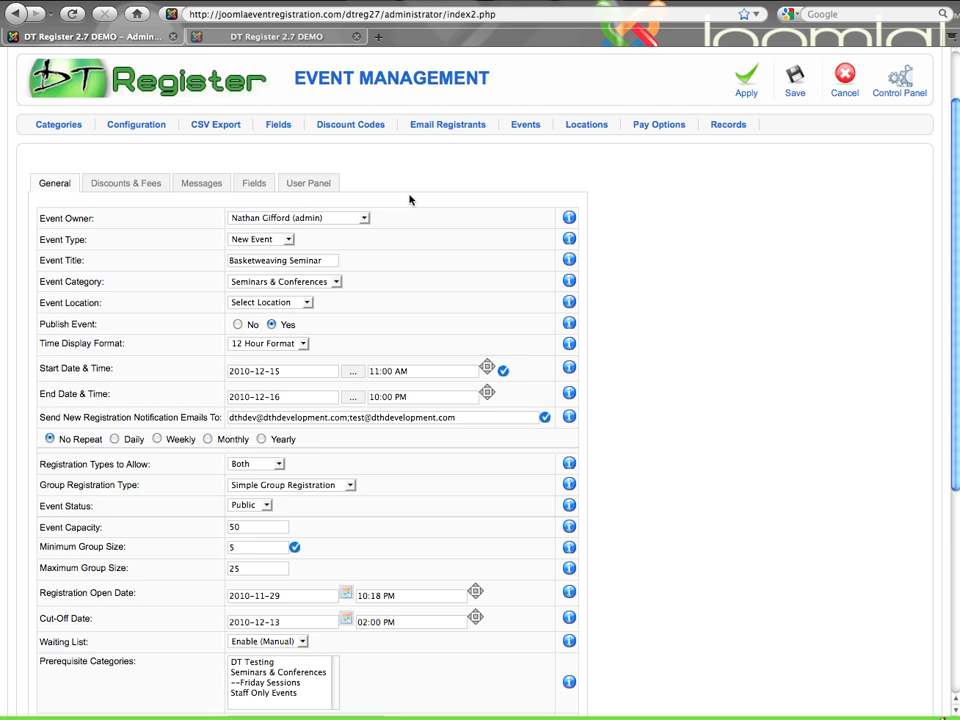 http://joomlaeventregistration.com/dtreg27/administrator/index2.php
Google
DT Register 2.7 DEMO - Admin...
DT Register 2.7 DEMO
Joomla!
DT Register
EVENT MANAGEMENT
Apply
Save
Cancel
Control Panel
Categories
Configuration
CSV Export
Fields
Discount Codes
Email Registrants
Events
Locations
Pay Options
Records
General
Discounts & Fees
Messages
Fields
User Panel
Event Owner: Nathan Gifford (admin)
Event Type: New Event
Event Title: Basketweaving Seminar
Event Category: Seminars & Conferences
Event Location: Select Location
Publish Event: No Yes
Time Display Format: 12 Hour Format
Start Date & Time: 2010-12-15 ... 11:00 AM
End Date & Time: 2010-12-16 ... 10:00 PM
Send New Registration Notification Emails To: dthdev@dthdevelopment.com;test@dthdevelopment.com
No Repeat Daily Weekly Monthly Yearly
Registration Types to Allow: Both
Group Registration Type: Simple Group Registration
Event Status: Public
Event Capacity: 50
Minimum Group Size: 5
Maximum Group Size: 25
Registration Open Date: 2010-11-29 10:18 PM
Cut-Off Date: 2010-12-13 02:00 PM
Waiting List: Enable (Manual)
Prerequisite Categories: DT Testing
Seminars & Conferences
--Friday Sessions
Staff Only Events